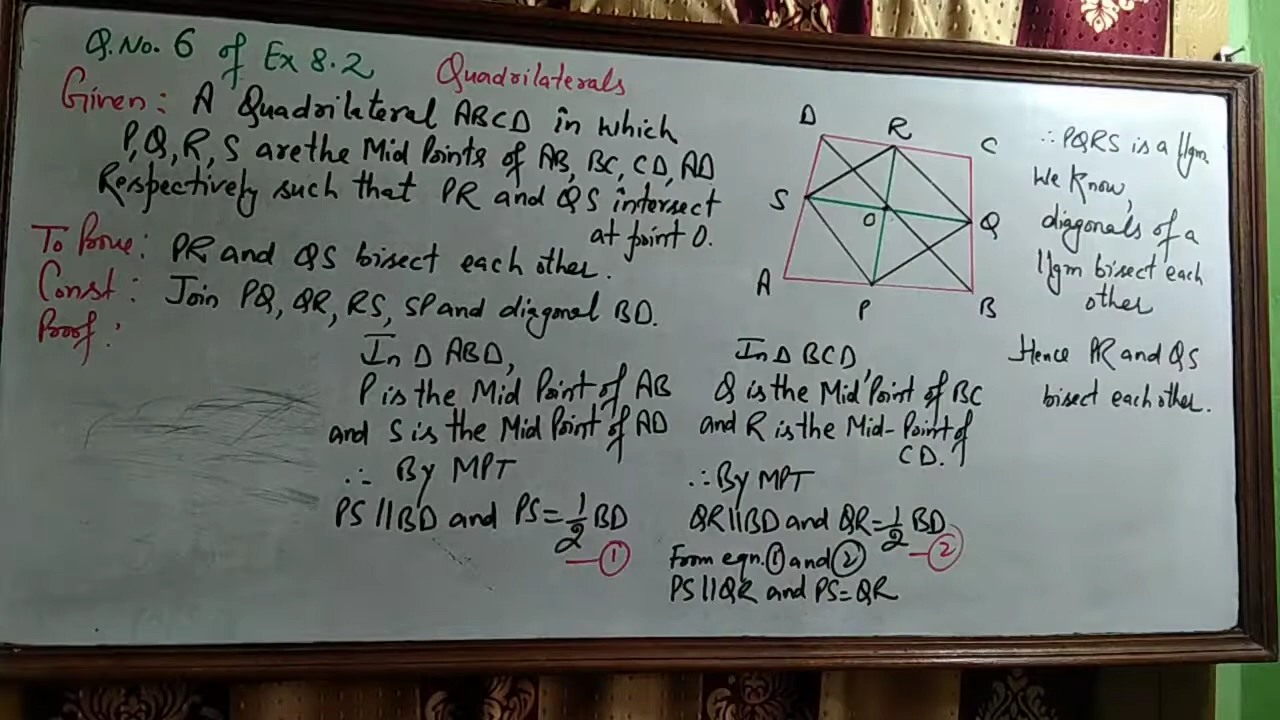 Q.No. 6 of Ex 8.2
Quadrilaterals
Given: A Quadrilateral ABCD in which
P,Q,R,S are the Mid Points of AB, BC, CD, AD
Respectively such that PR and QS intersect
at point O.
To Prove: PR and QS bisect each other.
Const: Join PQ, QR, RS, SP and diagonal BD.
Proof:
In Δ ABD,
P is the Mid Point of AB
and S is the Mid Point of AD
∴ By MPT
PS || BD and PS = 1/2 BD
—①
In Δ BCD,
Q is the Mid Point of BC
and R is the Mid-Point of
CD.
∴ By MPT
QR || BD and QR = 1/2 BD
—②
From eqn. ① and ②
PS || QR and PS = QR
D
R
C
S
O
Q
A
P
B
∴ PQRS is a ||gm
We Know,
diagonals of a
||gm bisect each
other
Hence PR and QS
bisect each other.